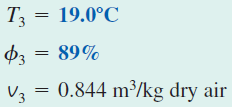 T₃ = 19.0°C
ϕ₃ = 89%
v₃ = 0.844 m³/kg dry air